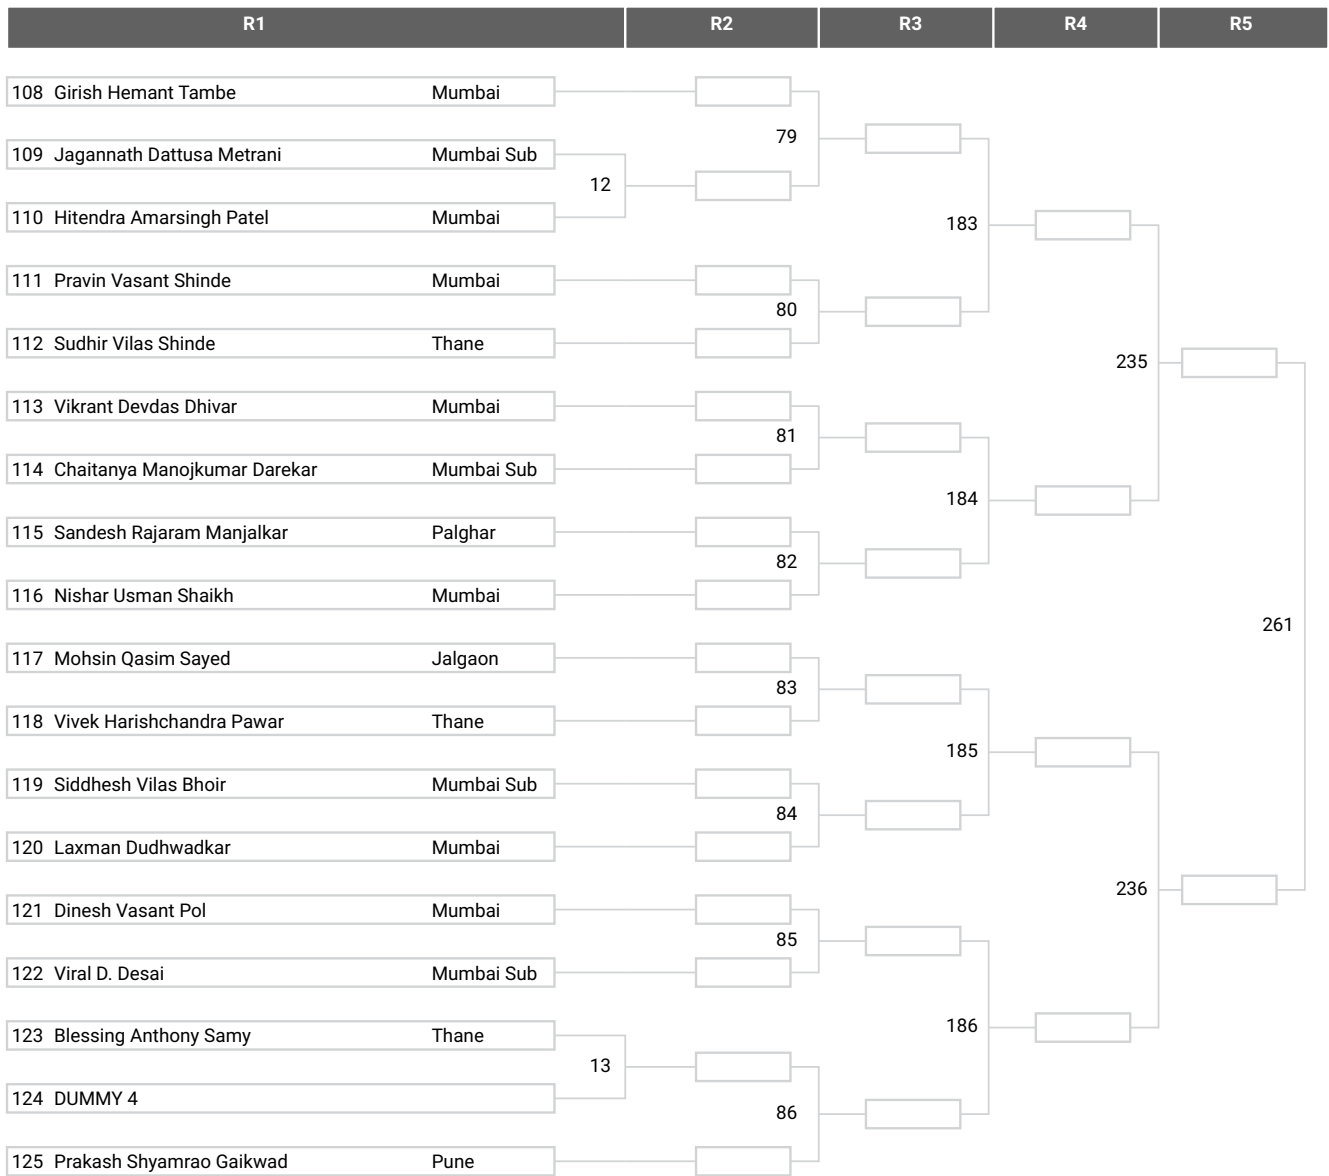 R1 R2 R3 R4 R5
108 Girish Hemant Tambe Mumbai
79
109 Jagannath Dattusa Metrani Mumbai Sub
12
110 Hitendra Amarsingh Patel Mumbai
183
111 Pravin Vasant Shinde Mumbai
80
112 Sudhir Vilas Shinde Thane
235
113 Vikrant Devdas Dhivar Mumbai
81
114 Chaitanya Manojkumar Darekar Mumbai Sub
184
115 Sandesh Rajaram Manjalkar Palghar
82
116 Nishar Usman Shaikh Mumbai
261
117 Mohsin Qasim Sayed Jalgaon
83
118 Vivek Harishchandra Pawar Thane
185
119 Siddhesh Vilas Bhoir Mumbai Sub
84
120 Laxman Dudhwadkar Mumbai
236
121 Dinesh Vasant Pol Mumbai
85
122 Viral D. Desai Mumbai Sub
186
123 Blessing Anthony Samy Thane
13
124 DUMMY 4
86
125 Prakash Shyamrao Gaikwad Pune